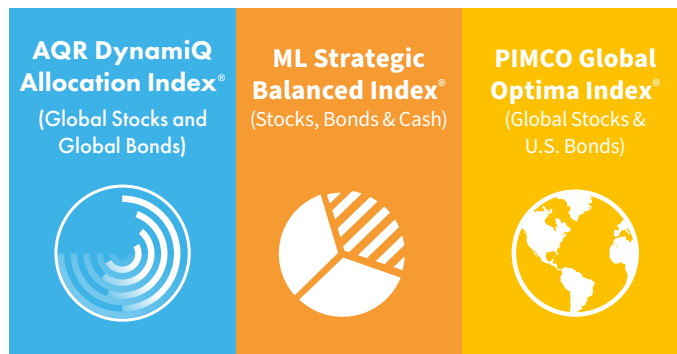 AQR DynamiQ
Allocation Index®
(Global Stocks and
Global Bonds)
ML Strategic
Balanced Index®
(Stocks, Bonds & Cash)
PIMCO Global
Optima Index®
(Global Stocks &
U.S. Bonds)